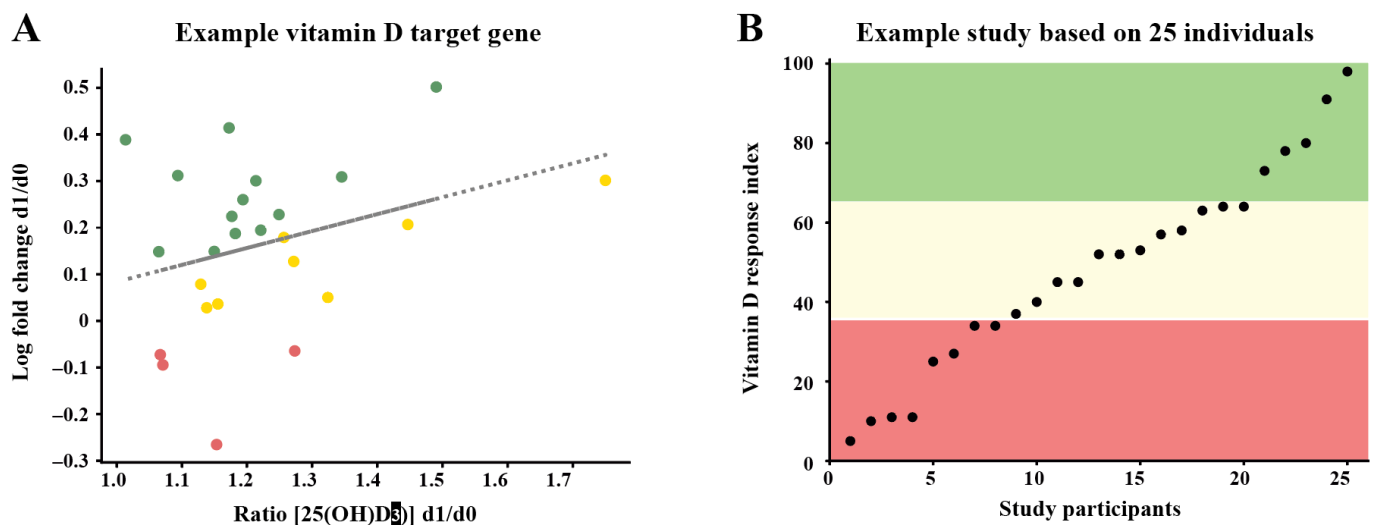 A
Example vitamin D target gene
Log fold change d1/d0
0.5
0.4
0.3
0.2
0.1
0
–0.1
–0.2
–0.3
1.0 1.1 1.2 1.3 1.4 1.5 1.6 1.7
Ratio [25(OH)D3)] d1/d0
B
Example study based on 25 individuals
Vitamin D response index
100
80
60
40
20
0
0 5 10 15 20 25
Study participants